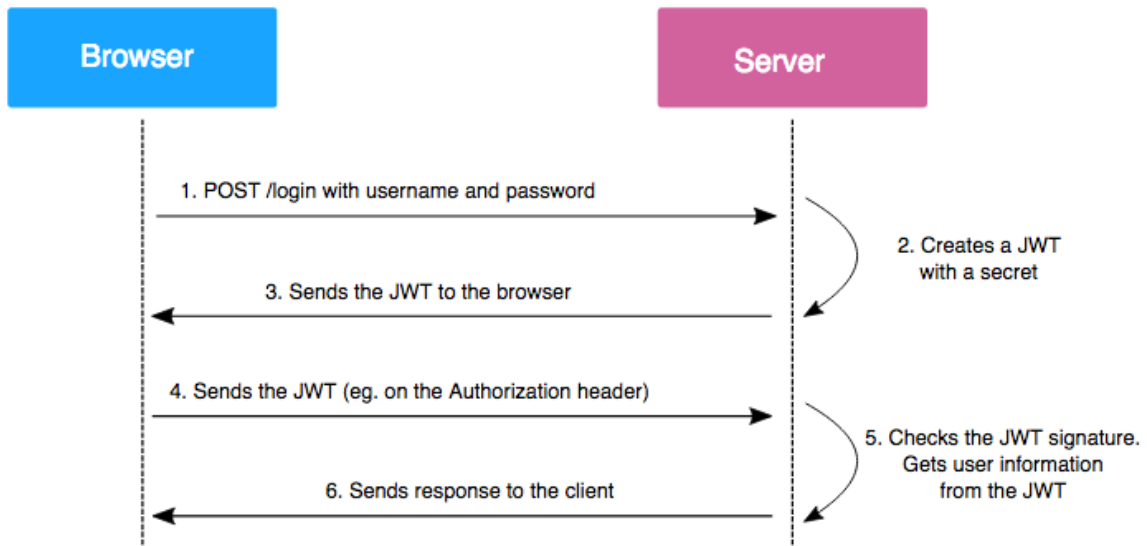 Browser
Server
1. POST /login with username and password
2. Creates a JWT
with a secret
3. Sends the JWT to the browser
4. Sends the JWT (eg. on the Authorization header)
5. Checks the JWT signature.
Gets user information
from the JWT
6. Sends response to the client